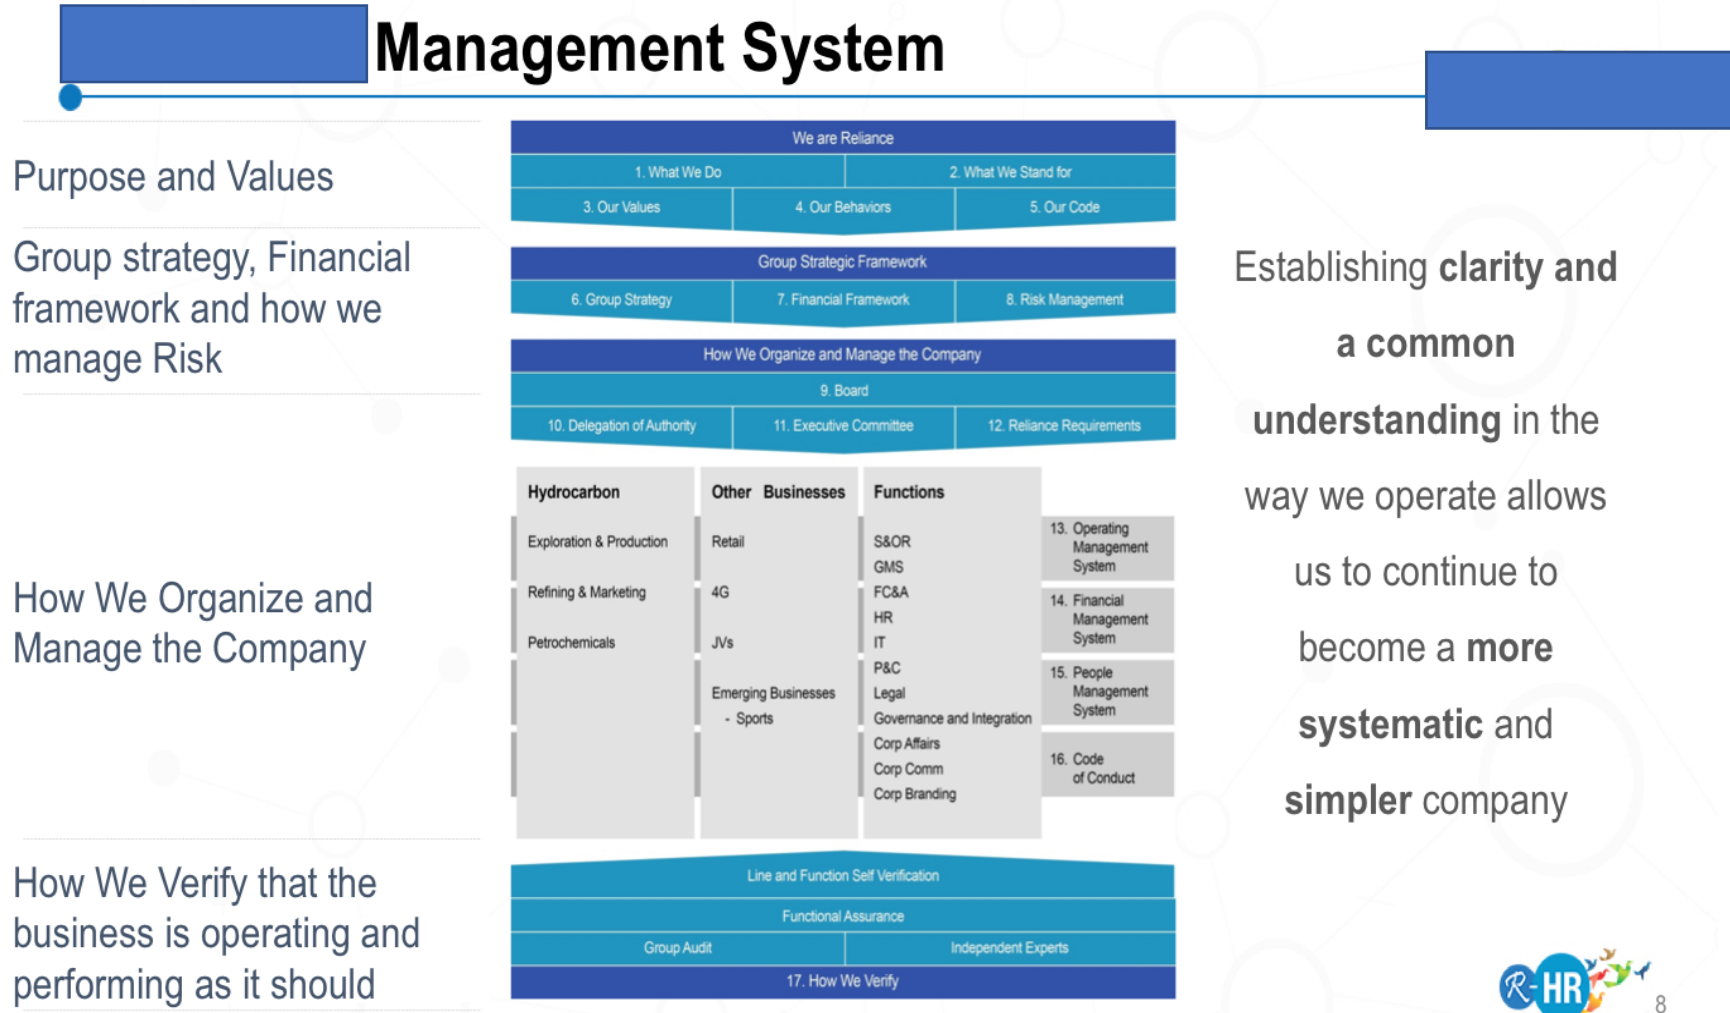 Management System
Purpose and Values
Group strategy, Financial
framework and how we
manage Risk
How We Organize and
Manage the Company
How We Verify that the
business is operating and
performing as it should
We are Reliance
1. What We Do
2. What We Stand for
3. Our Values
4. Our Behaviors
5. Our Code
Group Strategic Framework
6. Group Strategy
7. Financial Framework
8. Risk Management
How We Organize and Manage the Company
9. Board
10. Delegation of Authority
11. Executive Committee
12. Reliance Requirements
Hydrocarbon
Exploration & Production
Refining & Marketing
Petrochemicals
Other Businesses
Retail
4G
JVs
Emerging Businesses
- Sports
Functions
S&OR
GMS
FC&A
HR
IT
P&C
Legal
Governance and Integration
Corp Affairs
Corp Comm
Corp Branding
13. Operating
Management
System
14. Financial
Management
System
15. People
Management
System
16. Code
of Conduct
Line and Function Self Verification
Functional Assurance
Group Audit
Independent Experts
17. How We Verify
Establishing clarity and
a common
understanding in the
way we operate allows
us to continue to
become a more
systematic and
simpler company
R-HR
8